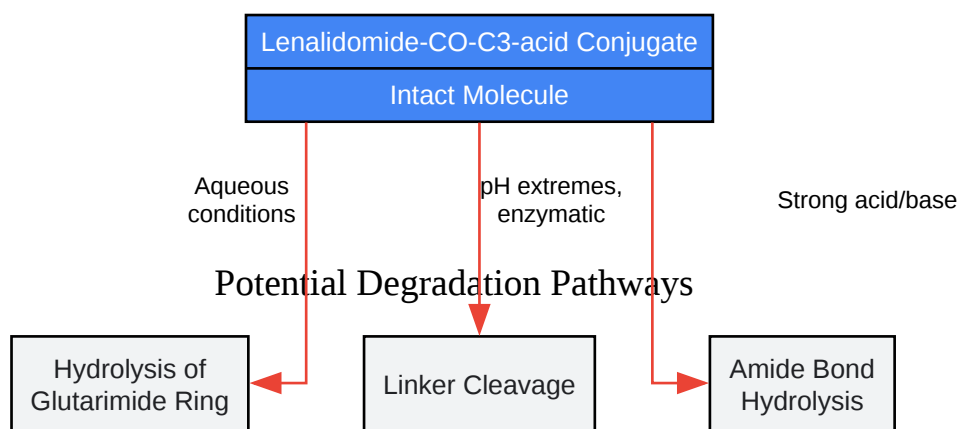 Lenalidomide-CO-C3-acid Conjugate
Intact Molecule
Aqueous
conditions
pH extremes,
enzymatic
Strong acid/base
Potential Degradation Pathways
Hydrolysis of
Glutarimide Ring
Linker Cleavage
Amide Bond
Hydrolysis